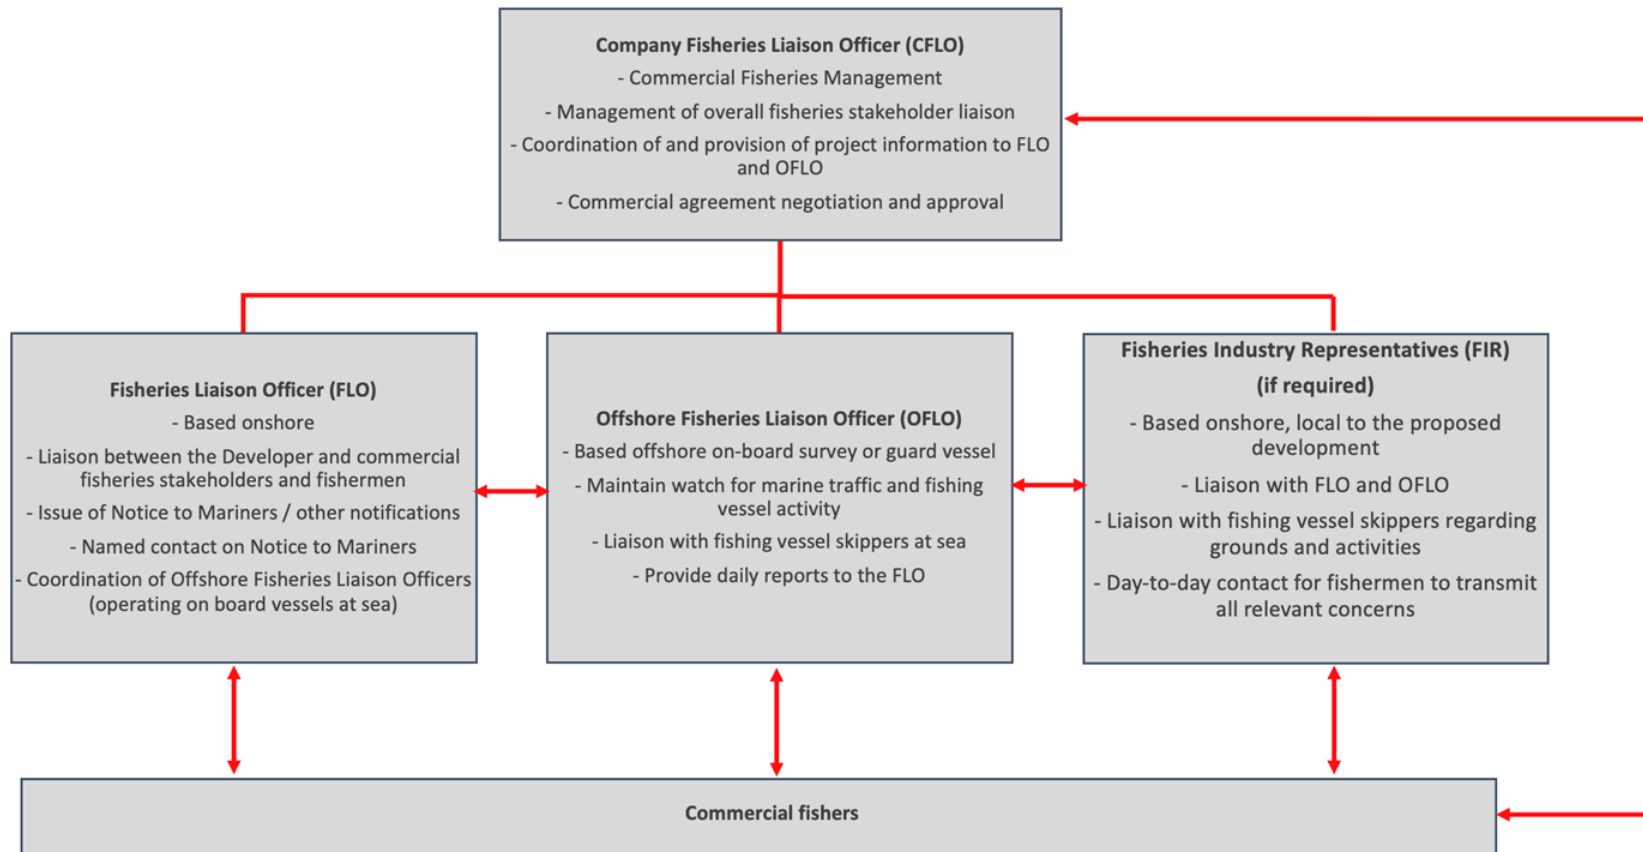 Company Fisheries Liaison Officer (CFLO)
- Commercial Fisheries Management
- Management of overall fisheries stakeholder liaison
- Coordination of and provision of project information to FLO
and OFLO
- Commercial agreement negotiation and approval
Fisheries Liaison Officer (FLO)
- Based onshore
- Liaison between the Developer and commercial
fisheries stakeholders and fishermen
- Issue of Notice to Mariners / other notifications
- Named contact on Notice to Mariners
- Coordination of Offshore Fisheries Liaison Officers
(operating on board vessels at sea)
Offshore Fisheries Liaison Officer (OFLO)
- Based offshore on-board survey or guard vessel
- Maintain watch for marine traffic and fishing
vessel activity
- Liaison with fishing vessel skippers at sea
- Provide daily reports to the FLO
Fisheries Industry Representatives (FIR)
(if required)
- Based onshore, local to the proposed
development
- Liaison with FLO and OFLO
- Liaison with fishing vessel skippers regarding
grounds and activities
- Day-to-day contact for fishermen to transmit
all relevant concerns
Commercial fishers